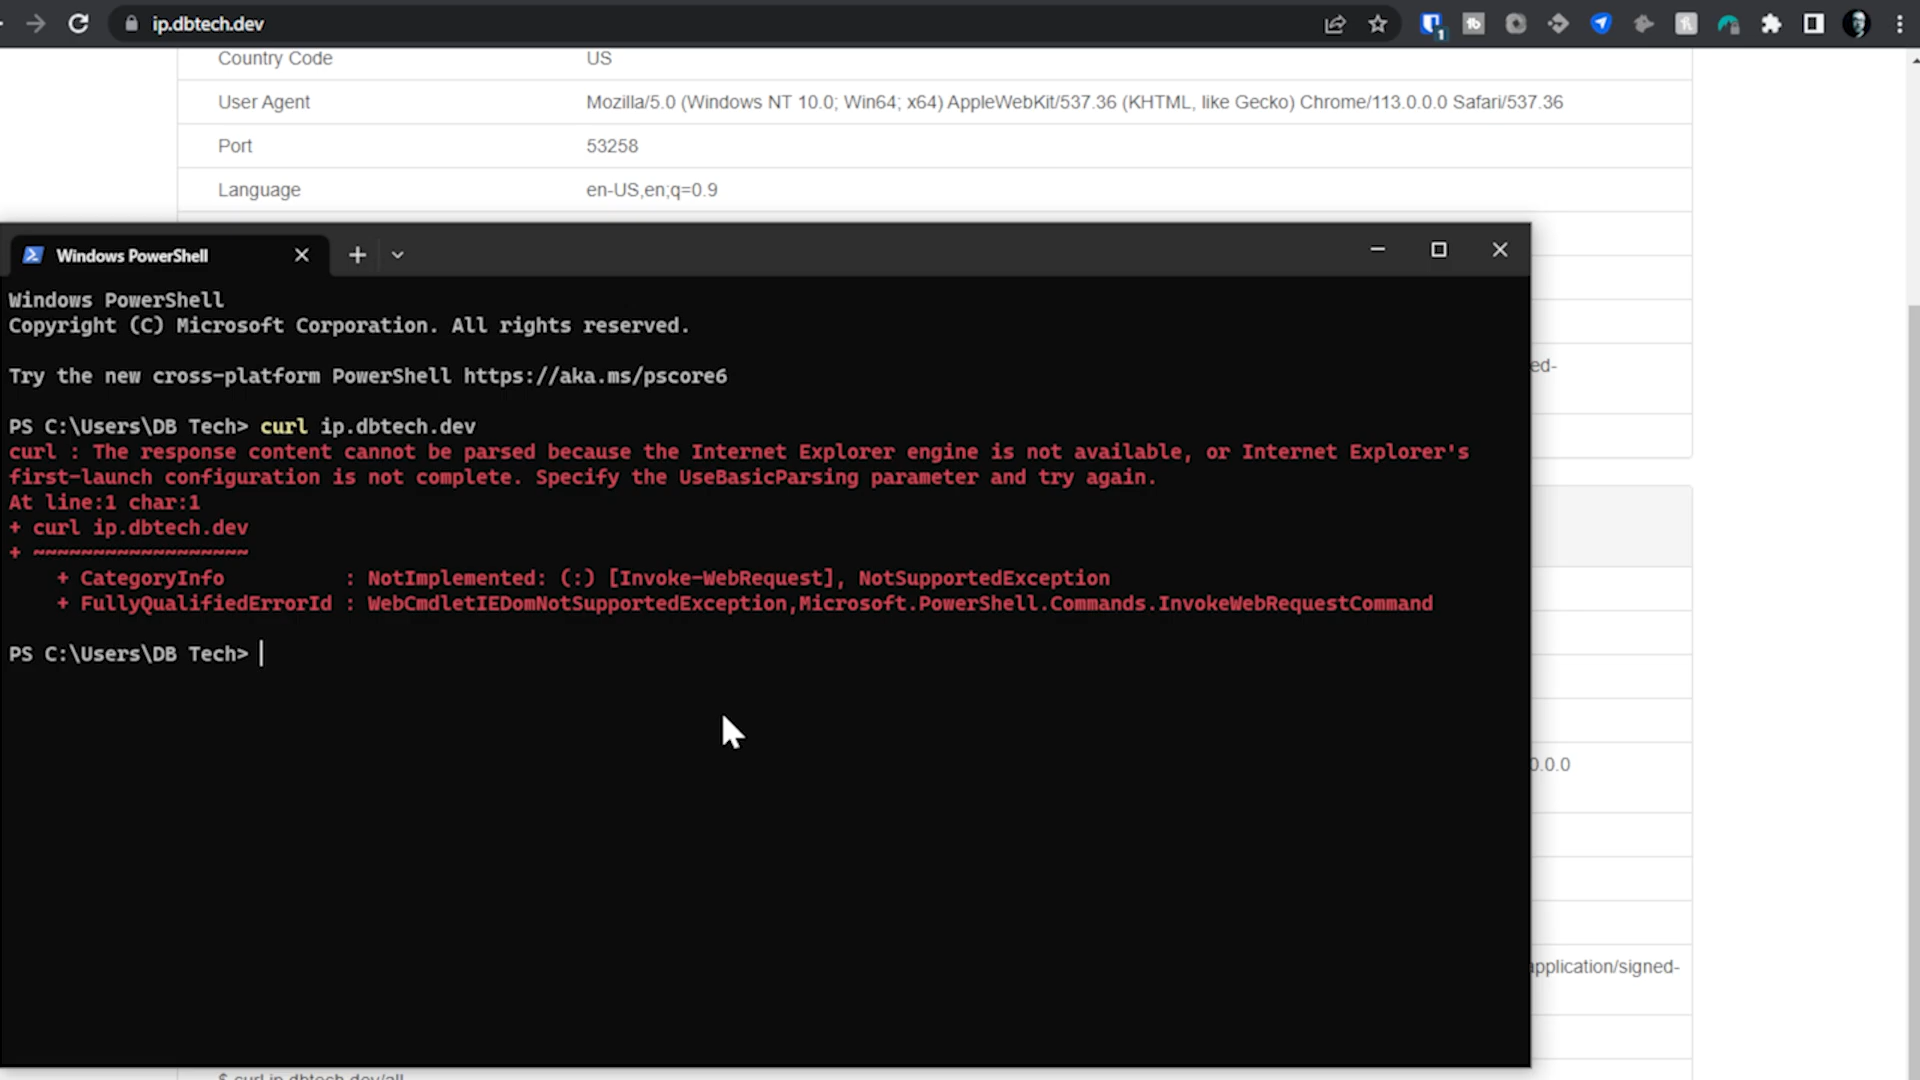 ip.dbtech.dev
1
Country Code US
User Agent Mozilla/5.0 (Windows NT 10.0; Win64; x64) AppleWebKit/537.36 (KHTML, like Gecko) Chrome/113.0.0.0 Safari/537.36
Port 53258
Language en-US,en;q=0.9
Windows PowerShell
Windows PowerShell
Copyright (C) Microsoft Corporation. All rights reserved.
Try the new cross-platform PowerShell https://aka.ms/pscore6
PS C:\Users\DB Tech> curl ip.dbtech.dev
curl : The response content cannot be parsed because the Internet Explorer engine is not available, or Internet Explorer's
first-launch configuration is not complete. Specify the UseBasicParsing parameter and try again.
At line:1 char:1
+ curl ip.dbtech.dev
+ ~~~~~~~~~~~~~~~~~~
+ CategoryInfo : NotImplemented: (:) [Invoke-WebRequest], NotSupportedException
+ FullyQualifiedErrorId : WebCmdletIEDomNotSupportedException,Microsoft.PowerShell.Commands.InvokeWebRequestCommand
PS C:\Users\DB Tech>
ed-
0.0.0
application/signed-
$ curl ip.dbtech.dev/all